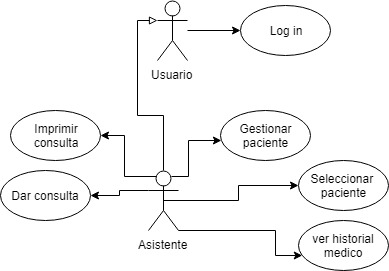 Log in
Usuario
Imprimir
consulta
Gestionar
paciente
Dar consulta
Seleccionar
paciente
Asistente
ver historial
medico